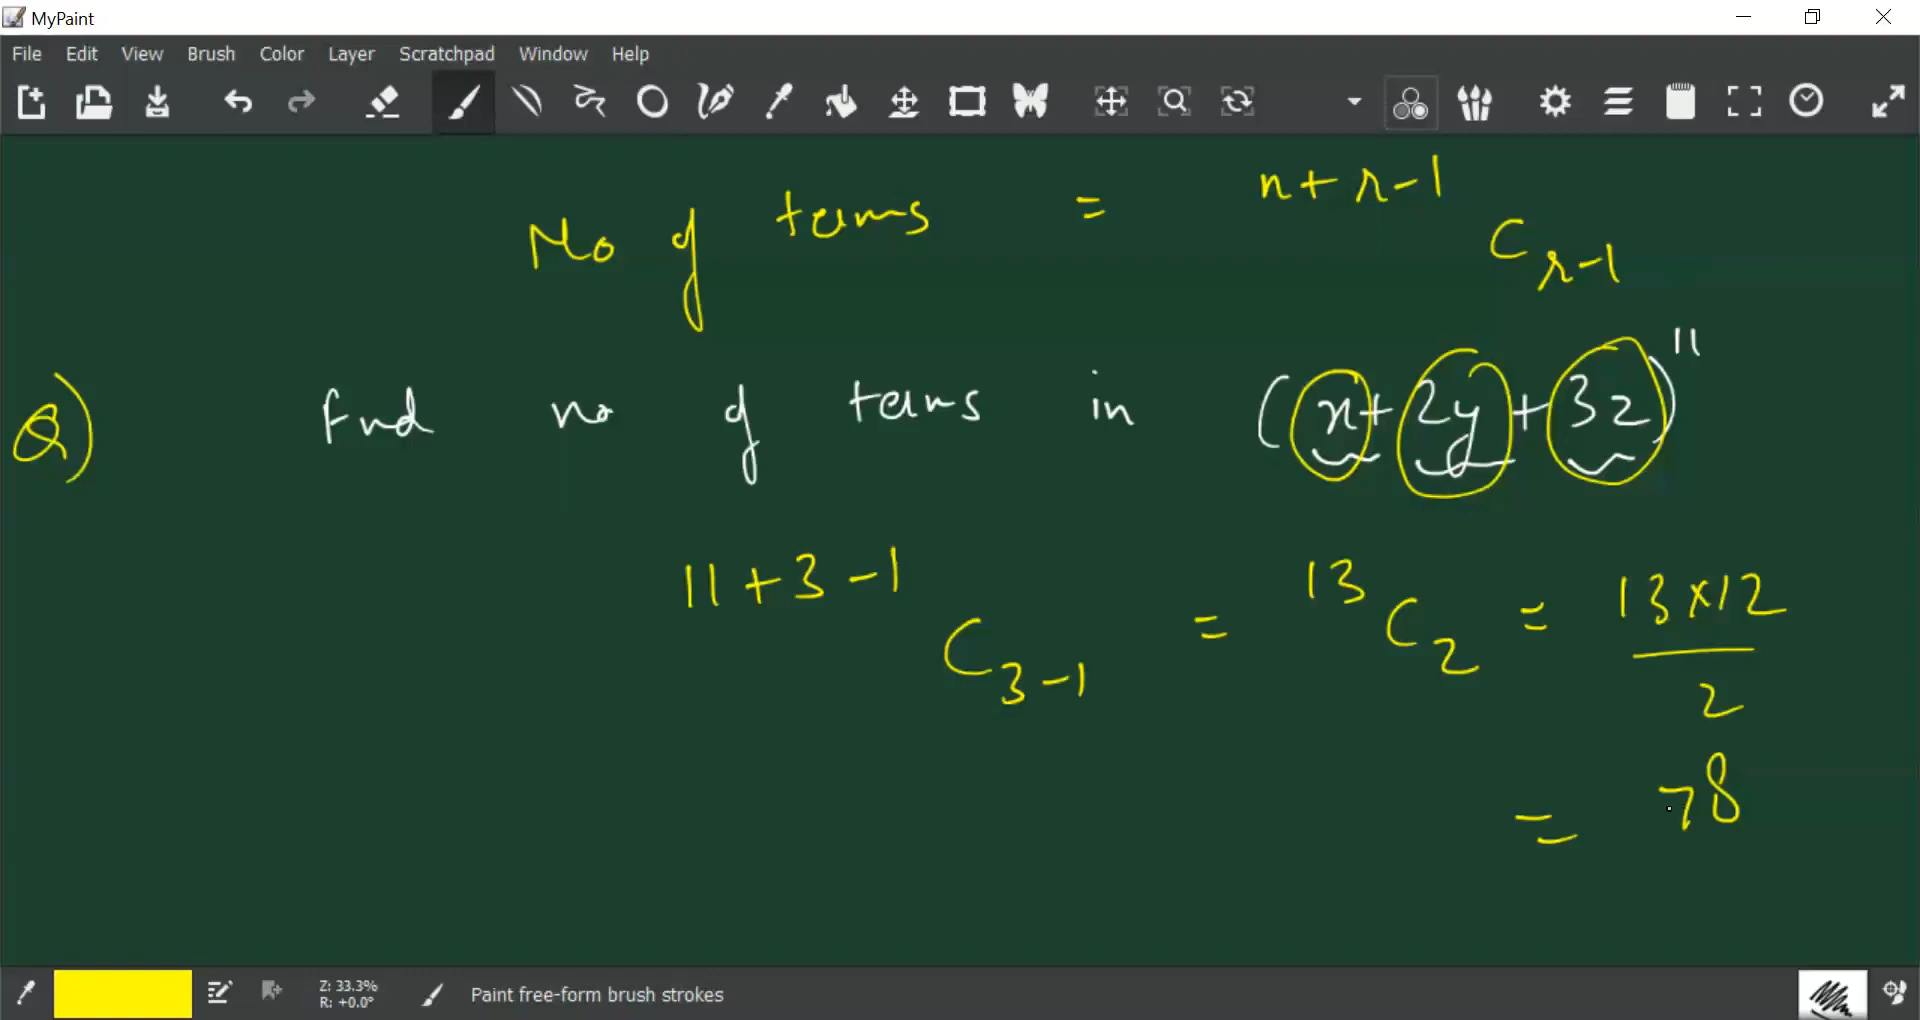 MyPaint
File Edit View Brush Color Layer Scratchpad Window Help
No of terms = n+r-1 C r-1
Q) Find no of terms in (x+2y+3z)^11
11+3-1 C 3-1 = 13 C 2 = 13×12 / 2
= 78
Z: 33.3%
R: +0.0°
Paint free-form brush strokes